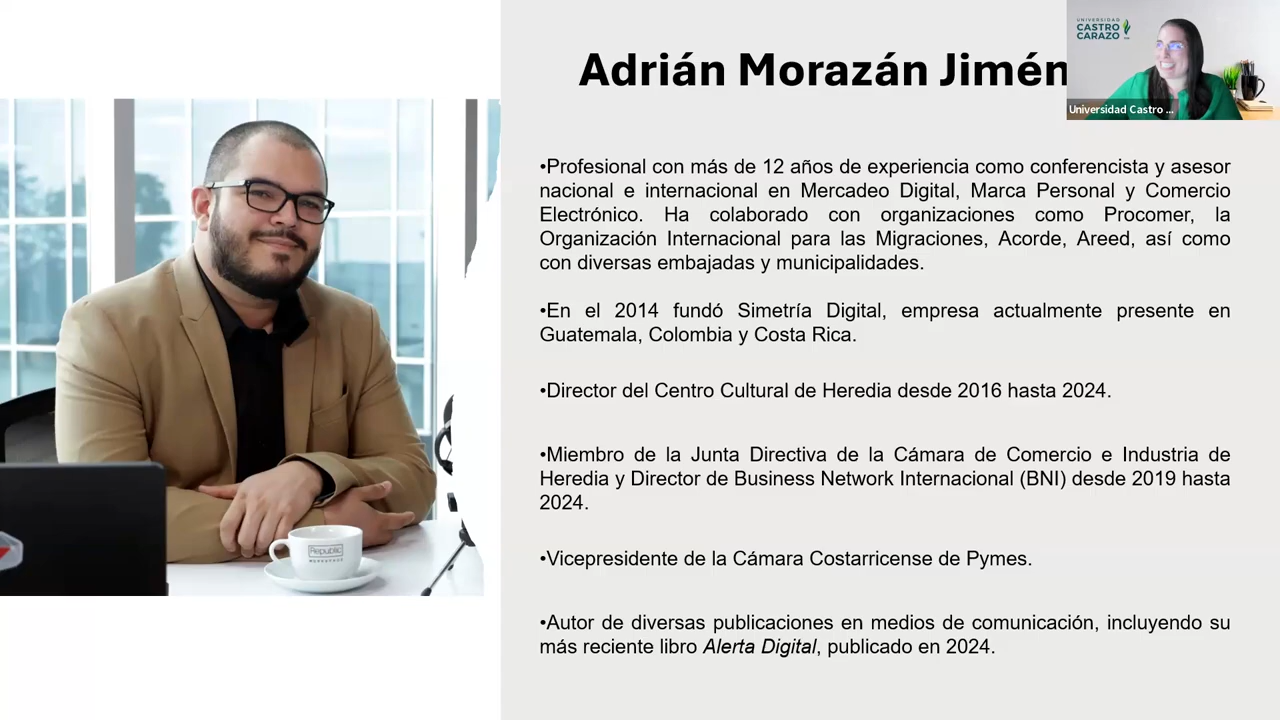 Adrián Morazán Jimén
UNIVERSIDAD
CASTRO
CARAZO
Universidad Castro ...
•Profesional con más de 12 años de experiencia como conferencista y asesor
nacional e internacional en Mercadeo Digital, Marca Personal y Comercio
Electrónico. Ha colaborado con organizaciones como Procomer, la
Organización Internacional para las Migraciones, Acorde, Areed, así como
con diversas embajadas y municipalidades.
•En el 2014 fundó Simetría Digital, empresa actualmente presente en
Guatemala, Colombia y Costa Rica.
•Director del Centro Cultural de Heredia desde 2016 hasta 2024.
•Miembro de la Junta Directiva de la Cámara de Comercio e Industria de
Heredia y Director de Business Network Internacional (BNI) desde 2019 hasta
2024.
•Vicepresidente de la Cámara Costarricense de Pymes.
•Autor de diversas publicaciones en medios de comunicación, incluyendo su
más reciente libro Alerta Digital, publicado en 2024.
Republic
WORKSPACE